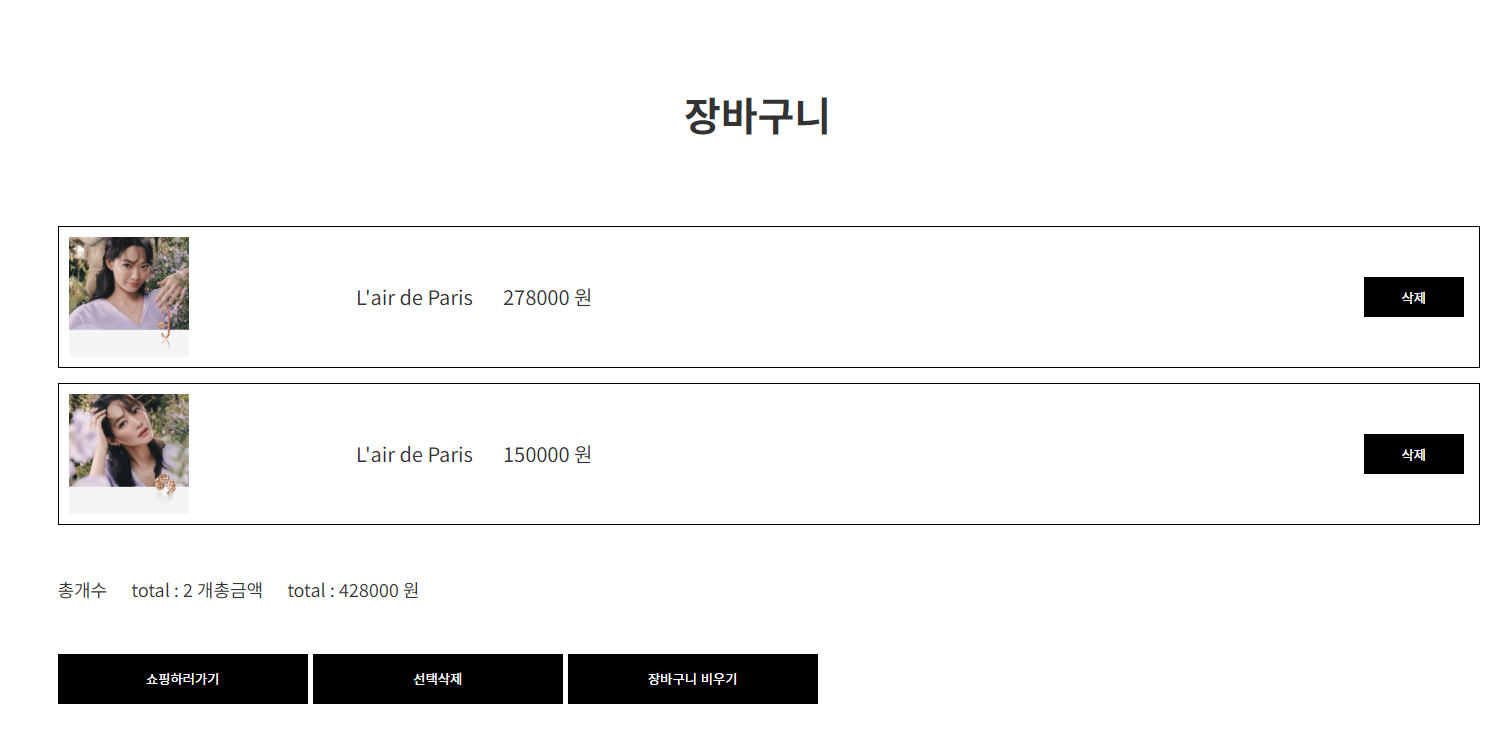 장바구니
L'air de Paris 278000 원 삭제
L'air de Paris 150000 원 삭제
총개수 total : 2 개총금액 total : 428000 원
쇼핑하러가기 선택삭제 장바구니 비우기